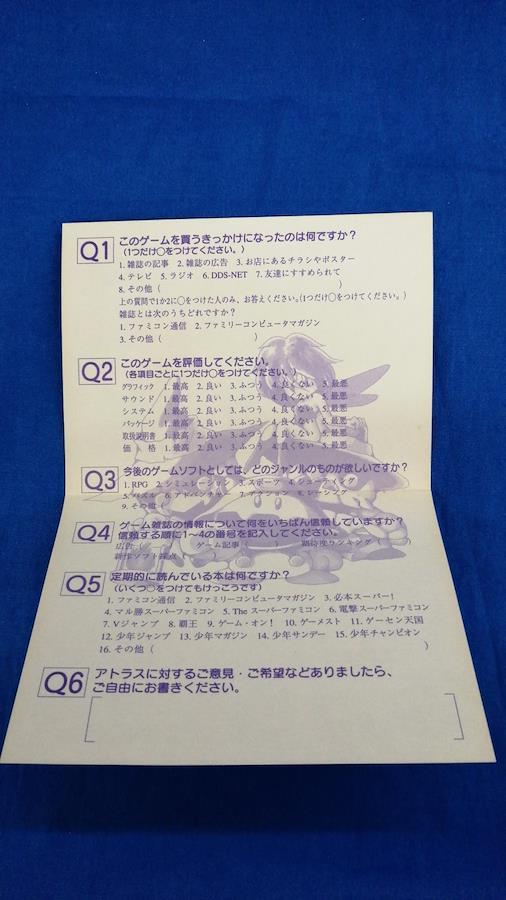 Q1 このゲームを買うきっかけになったのは何ですか？
(1つだけ○をつけてください。)
1. 雑誌の記事 2. 雑誌の広告 3. お店にあるチラシやポスター
4. テレビ 5. ラジオ 6. DDS-NET 7. 友達にすすめられて
8. その他 ( )
上の質問で1か2に○をつけた人のみ、お答えください。(1つだけ○をつけてください。)
雑誌とは次のうちどれですか？
1. ファミコン通信 2. ファミリーコンピュータマガジン
3. その他 ( )
Q2 このゲームを評価してください。
(各項目ごとに1つだけ○をつけてください。)
グラフィック 1. 最高 2. 良い 3. ふつう 4. 良くない 5. 最悪
サウンド 1. 最高 2. 良い 3. ふつう 4. 良くない 5. 最悪
システム 1. 最高 2. 良い 3. ふつう 4. 良くない 5. 最悪
パッケージ 1. 最高 2. 良い 3. ふつう 4. 良くない 5. 最悪
取扱説明書 1. 最高 2. 良い 3. ふつう 4. 良くない 5. 最悪
価格 1. 最高 2. 良い 3. ふつう 4. 良くない 5. 最悪
Q3 今後のゲームソフトとしては、どのジャンルのものが欲しいですか？
1. RPG 2. シミュレーション 3. スポーツ 4. シューティング
5. パズル 6. アドベンチャー 7. アクション 8. レーシング
9. その他 ( )
Q4 ゲーム雑誌の情報について何をいちばん信頼していますか？
信頼する順に1〜4の番号を記入してください。
広告 ( ) ゲーム記事 ( ) 期待度ランキング ( )
新作ソフト採点 ( )
Q5 定期的に読んでいる本は何ですか？
(いくつ○をつけてもけっこうです)
1. ファミコン通信 2. ファミリーコンピュータマガジン 3. 必本スーパー！
4. マル勝スーパーファミコン 5. The スーパーファミコン 6. 電撃スーパーファミコン
7. Vジャンプ 8. 覇王 9. ゲーム・オン！ 10. ゲーメスト 11. ゲーセン天国
12. 少年ジャンプ 13. 少年マガジン 14. 少年サンデー 15. 少年チャンピオン
16. その他 ( )
Q6 アトラスに対するご意見・ご希望などありましたら、
ご自由にお書きください。